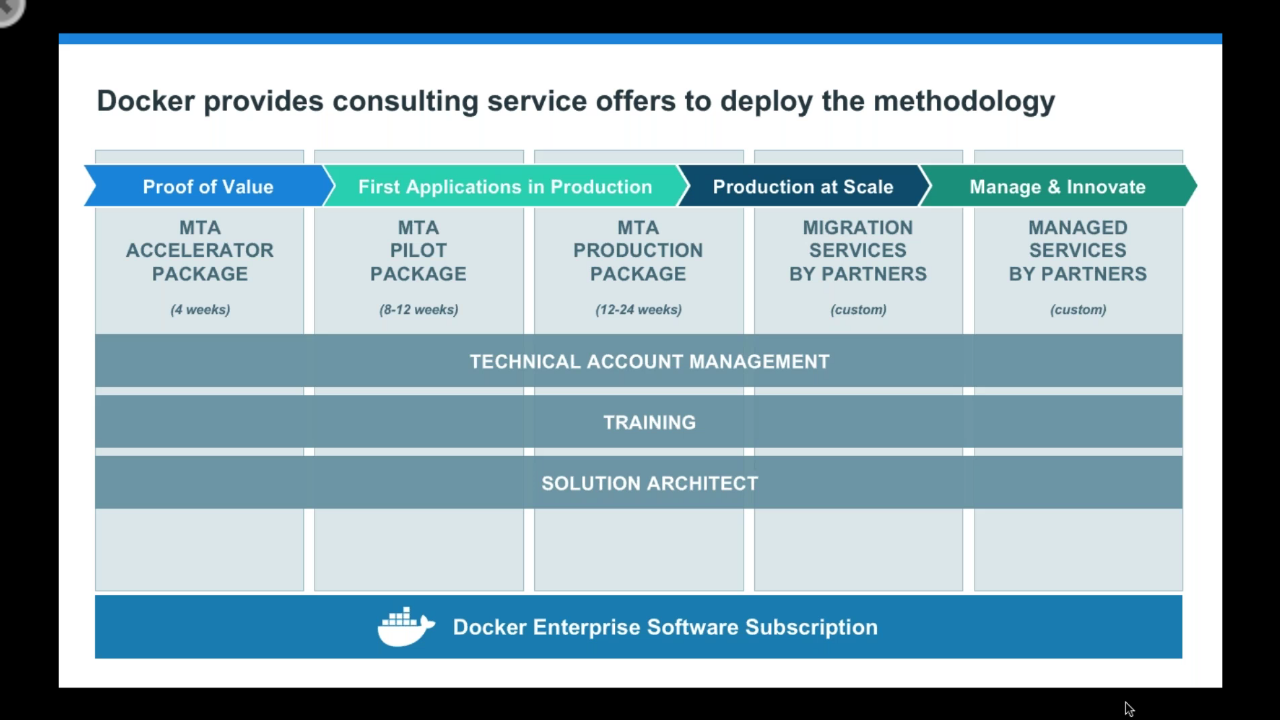 Docker provides consulting service offers to deploy the methodology
Proof of Value
First Applications in Production
Production at Scale
Manage & Innovate
MTA
ACCELERATOR
PACKAGE
(4 weeks)
MTA
PILOT
PACKAGE
(8-12 weeks)
MTA
PRODUCTION
PACKAGE
(12-24 weeks)
MIGRATION
SERVICES
BY PARTNERS
(custom)
MANAGED
SERVICES
BY PARTNERS
(custom)
TECHNICAL ACCOUNT MANAGEMENT
TRAINING
SOLUTION ARCHITECT
Docker Enterprise Software Subscription